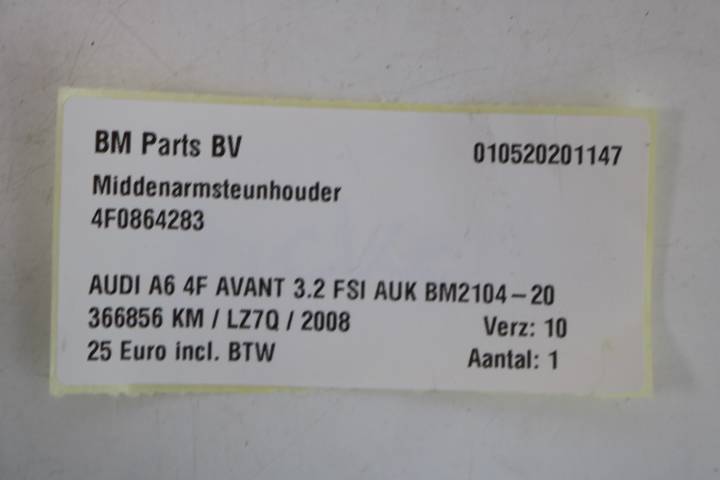 BM Parts BV 010520201147
Middenarmsteunhouder
4F0864283
AUDI A6 4F AVANT 3.2 FSI AUK BM2104-20
366856 KM / LZ7Q / 2008 Verz: 10
25 Euro incl. BTW Aantal: 1